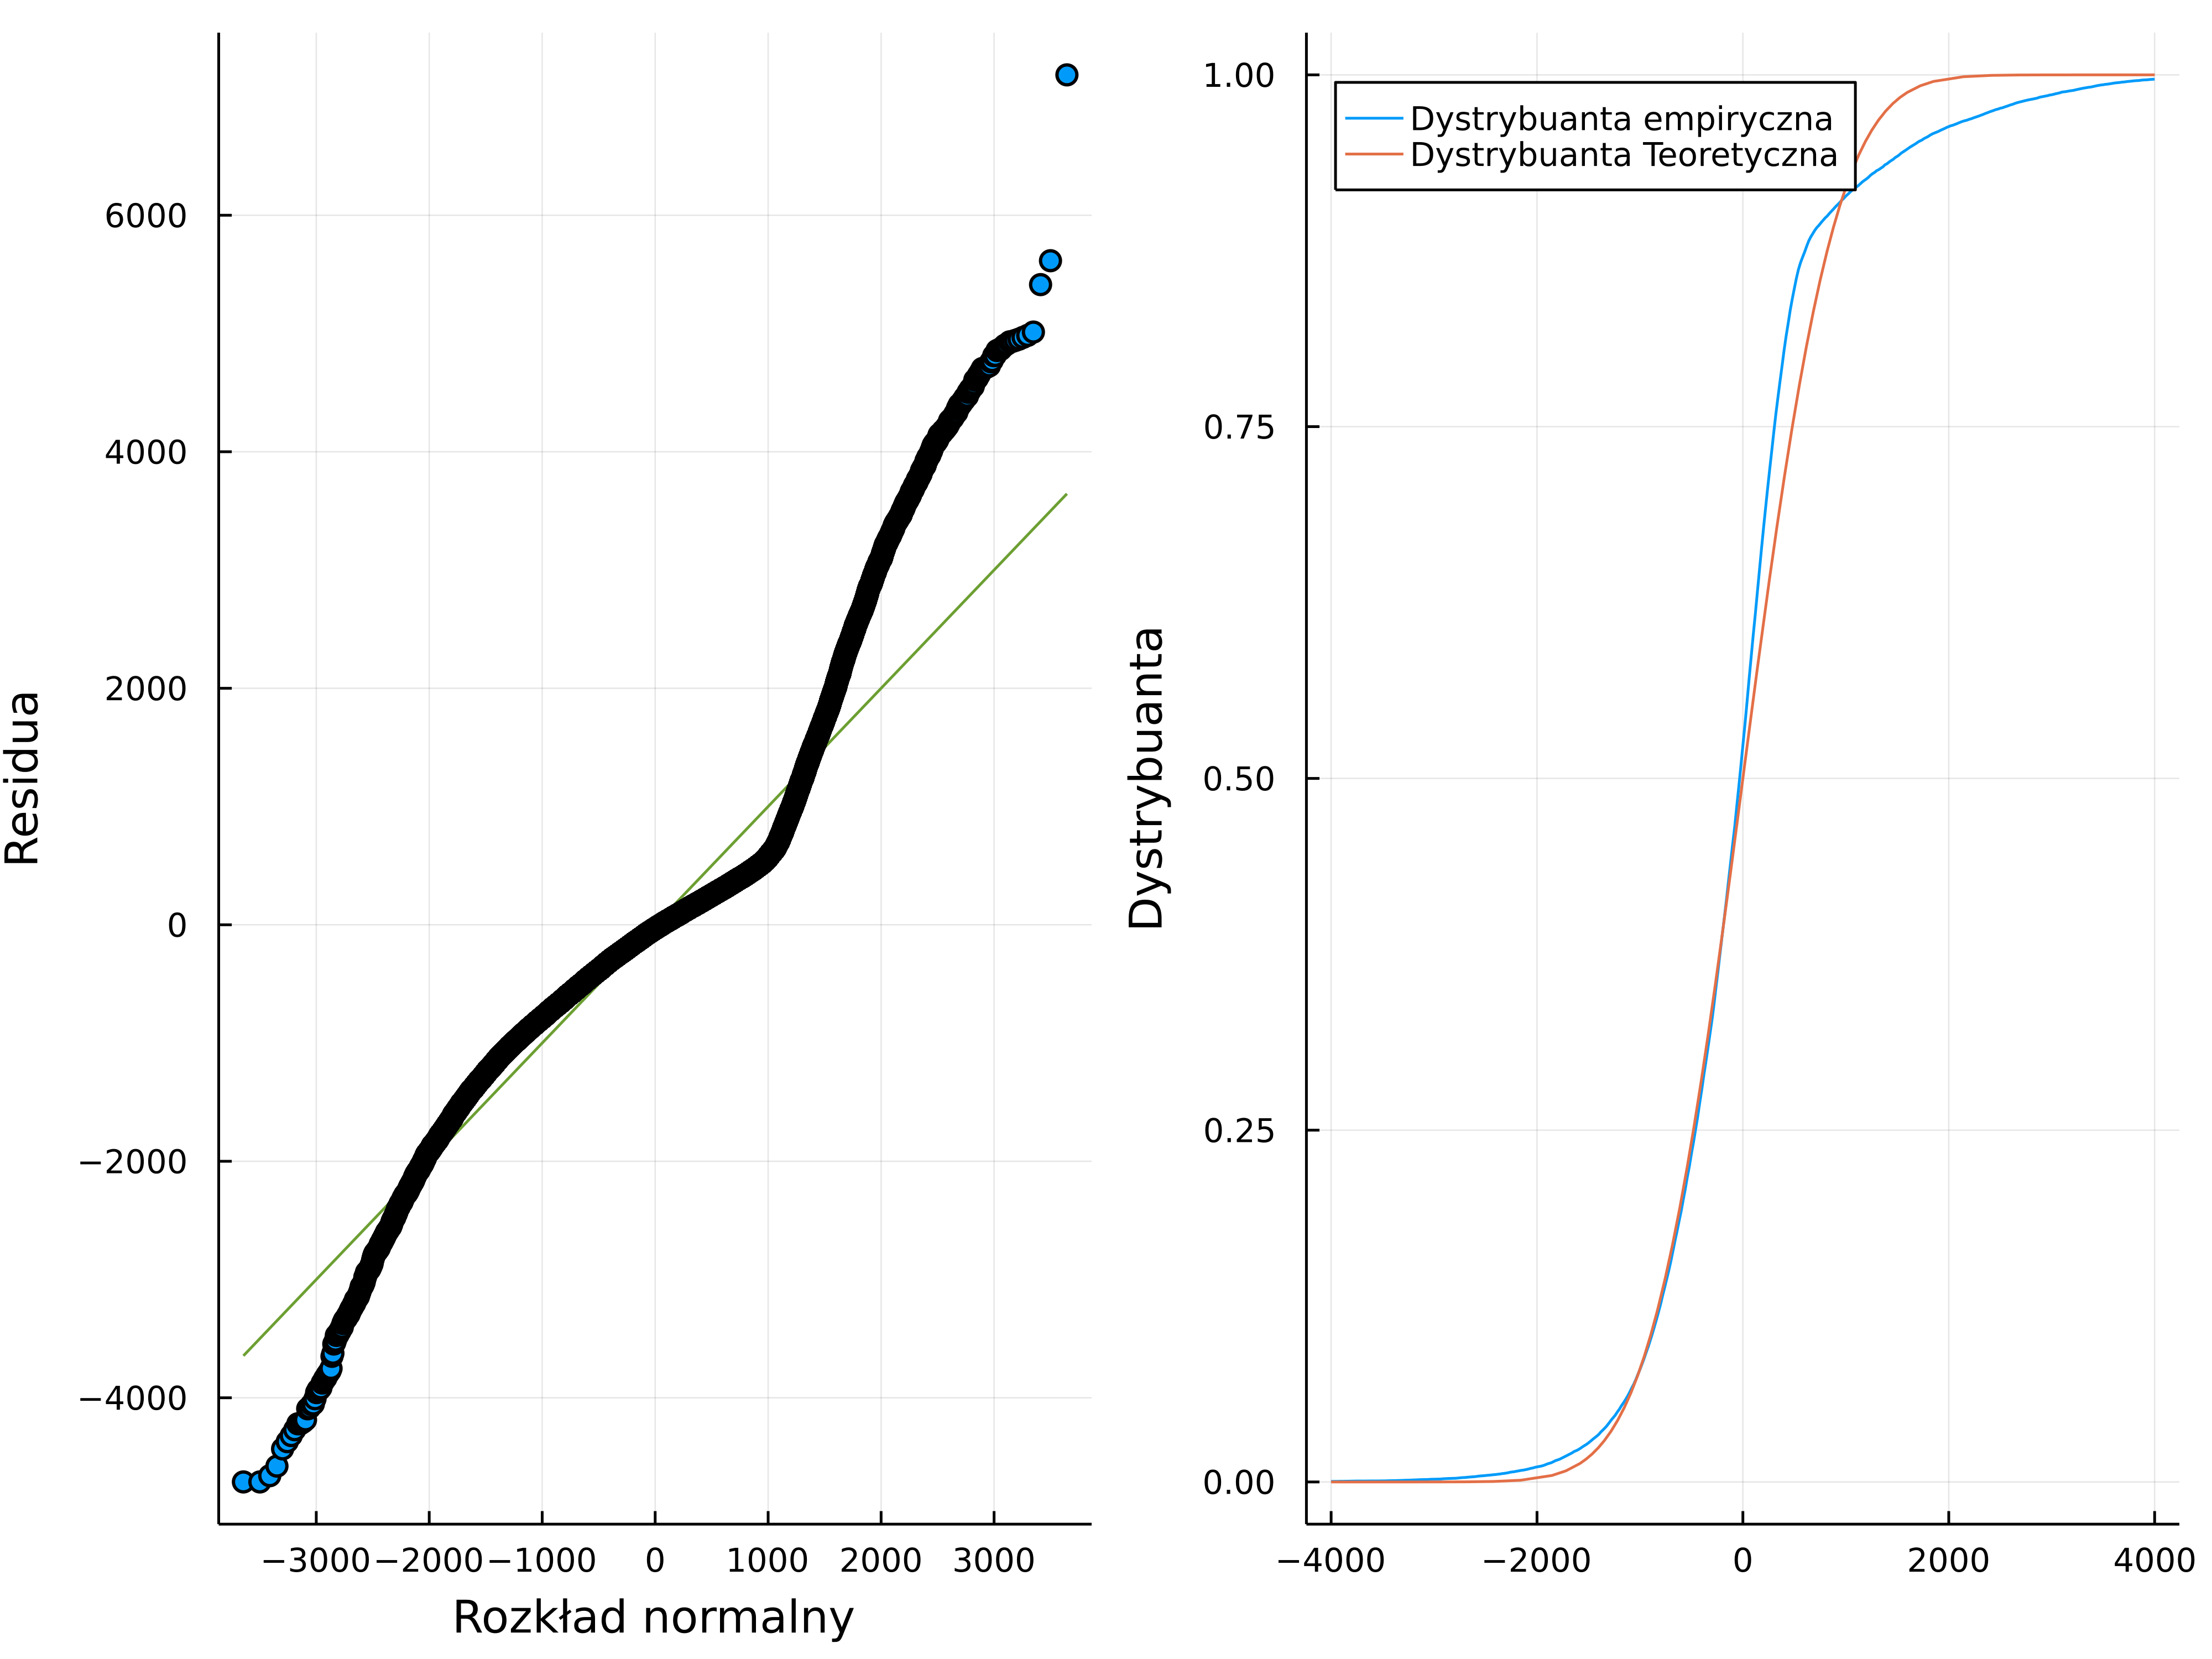 6000
4000
2000
0
−2000
−4000
Residua
−3000 −2000 −1000 0 1000 2000 3000
Rozkład normalny
1.00
0.75
0.50
0.25
0.00
Dystrybuanta
Dystrybuanta empiryczna
Dystrybuanta Teoretyczna
−4000 −2000 0 2000 4000